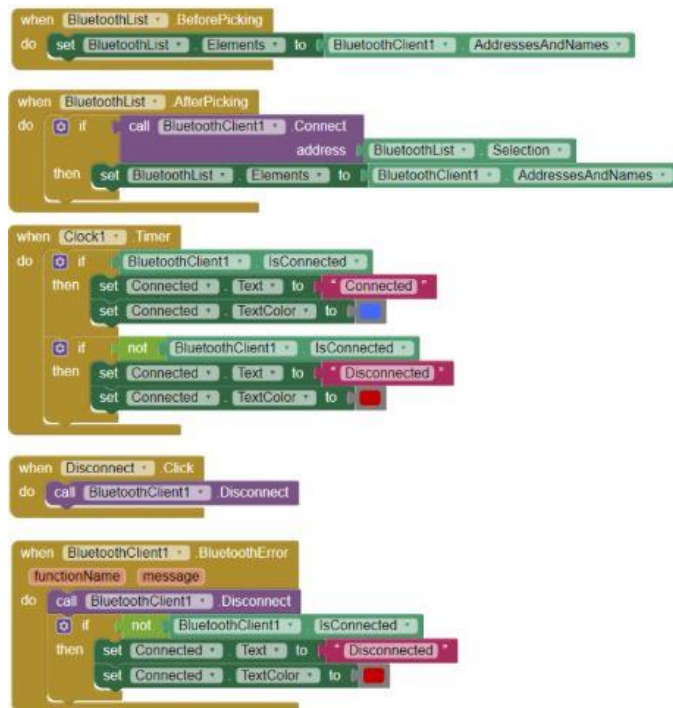 when BluetoothList .BeforePicking
do set BluetoothList . Elements to BluetoothClient1 . AddressesAndNames
when BluetoothList .AfterPicking
do if call BluetoothClient1 .Connect
address BluetoothList . Selection
then set BluetoothList . Elements to BluetoothClient1 . AddressesAndNames
when Clock1 .Timer
do if BluetoothClient1 . IsConnected
then set Connected . Text to " Connected "
set Connected . TextColor to
if not BluetoothClient1 . IsConnected
then set Connected . Text to " Disconnected "
set Connected . TextColor to
when Disconnect .Click
do call BluetoothClient1 .Disconnect
when BluetoothClient1 .BluetoothError
functionName message
do call BluetoothClient1 .Disconnect
if not BluetoothClient1 . IsConnected
then set Connected . Text to " Disconnected "
set Connected . TextColor to